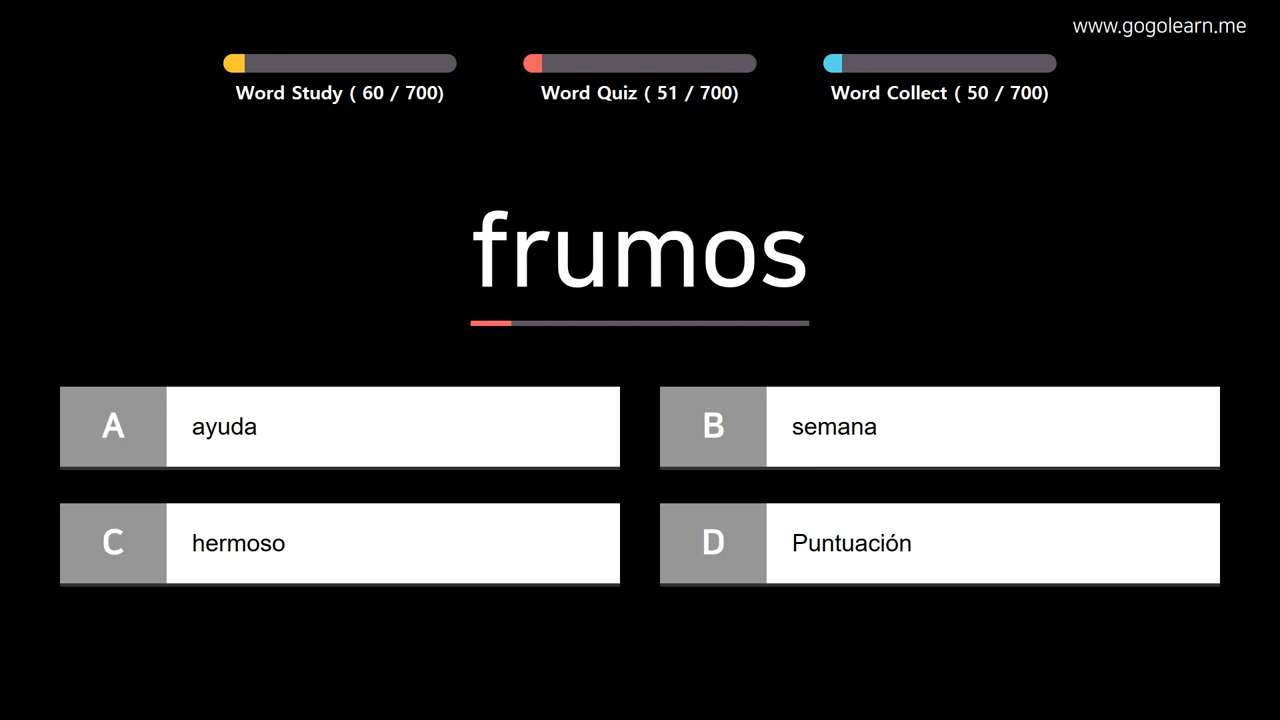 www.gogolearn.me
Word Study ( 60 / 700)
Word Quiz ( 51 / 700)
Word Collect ( 50 / 700)
frumos
A ayuda
B semana
C hermoso
D Puntuación